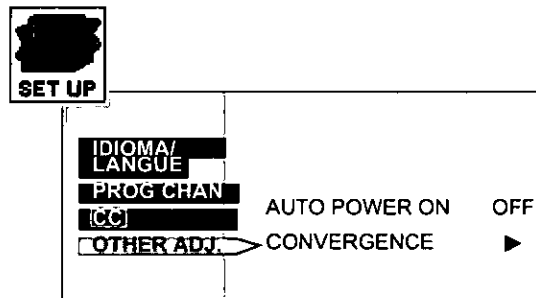 SET UP
IDIOMA/
LANGUE
PROG CHAN
CC
OTHER ADJ.
AUTO POWER ON OFF
CONVERGENCE ▶